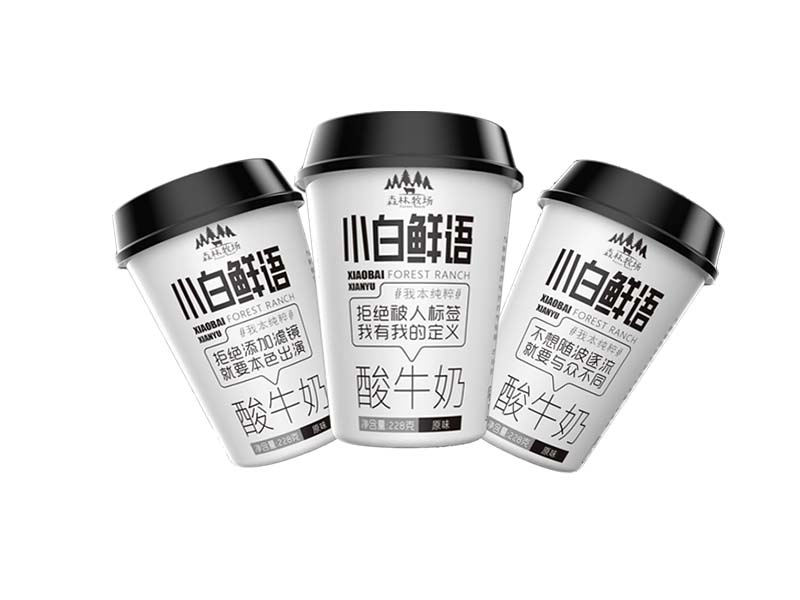 森林牧场
小白鲜语
XIAOBAI FOREST RANCH
XIANYU
#我本纯粹#
拒绝添加滤镜
就要本色出演
酸牛奶
净含量:228克 原味
森林牧场
小白鲜语
XIAOBAI FOREST RANCH
XIANYU
#我本纯粹#
拒绝被人标签
我有我的定义
酸牛奶
净含量:228克 原味
森林牧场
小白鲜语
XIAOBAI FOREST RANCH
XIANYU
#我本纯粹#
不想随波逐流
就要与众不同
酸牛奶
净含量:228克 原味